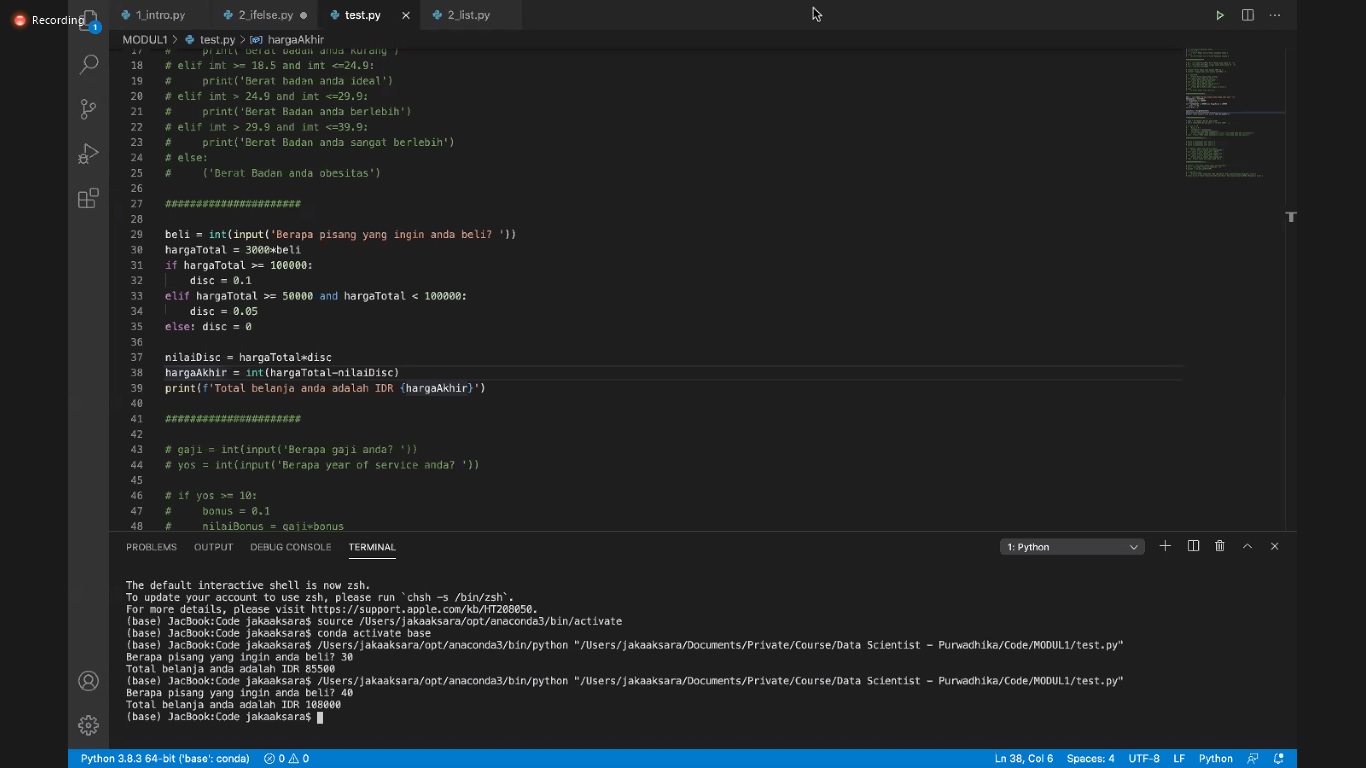 Recording
1
1_intro.py
2_ifelse.py
test.py
2_list.py
MODUL1 > test.py > hargaAkhir
17 #     print('Berat badan anda kurang')
18 # elif imt >= 18.5 and imt <=24.9:
19 #     print('Berat badan anda ideal')
20 # elif imt > 24.9 and imt <=29.9:
21 #     print('Berat Badan anda berlebih')
22 # elif imt > 29.9 and imt <=39.9:
23 #     print('Berat Badan anda sangat berlebih')
24 # else:
25 #     ('Berat Badan anda obesitas')
26
27 ######################
28
29 beli = int(input('Berapa pisang yang ingin anda beli? '))
30 hargaTotal = 3000*beli
31 if hargaTotal >= 100000:
32     disc = 0.1
33 elif hargaTotal >= 50000 and hargaTotal < 100000:
34     disc = 0.05
35 else: disc = 0
36
37 nilaiDisc = hargaTotal*disc
38 hargaAkhir = int(hargaTotal-nilaiDisc)
39 print(f'Total belanja anda adalah IDR {hargaAkhir}')
40
41 ######################
42
43 # gaji = int(input('Berapa gaji anda? '))
44 # yos = int(input('Berapa year of service anda? '))
45
46 # if yos >= 10:
47 #     bonus = 0.1
48 #     nilaiBonus = gaji*bonus
PROBLEMS OUTPUT DEBUG CONSOLE TERMINAL
1: Python
The default interactive shell is now zsh.
To update your account to use zsh, please run `chsh -s /bin/zsh`.
For more details, please visit https://support.apple.com/kb/HT208050.
(base) JacBook:Code jakaaksara$ source /Users/jakaaksara/opt/anaconda3/bin/activate
(base) JacBook:Code jakaaksara$ conda activate base
(base) JacBook:Code jakaaksara$ /Users/jakaaksara/opt/anaconda3/bin/python "/Users/jakaaksara/Documents/Private/Course/Data Scientist - Purwadhika/Code/MODUL1/test.py"
Berapa pisang yang ingin anda beli? 30
Total belanja anda adalah IDR 85500
(base) JacBook:Code jakaaksara$ /Users/jakaaksara/opt/anaconda3/bin/python "/Users/jakaaksara/Documents/Private/Course/Data Scientist - Purwadhika/Code/MODUL1/test.py"
Berapa pisang yang ingin anda beli? 40
Total belanja anda adalah IDR 108000
(base) JacBook:Code jakaaksara$
Python 3.8.3 64-bit ('base': conda) 0 0 Ln 38, Col 6 Spaces: 4 UTF-8 LF Python